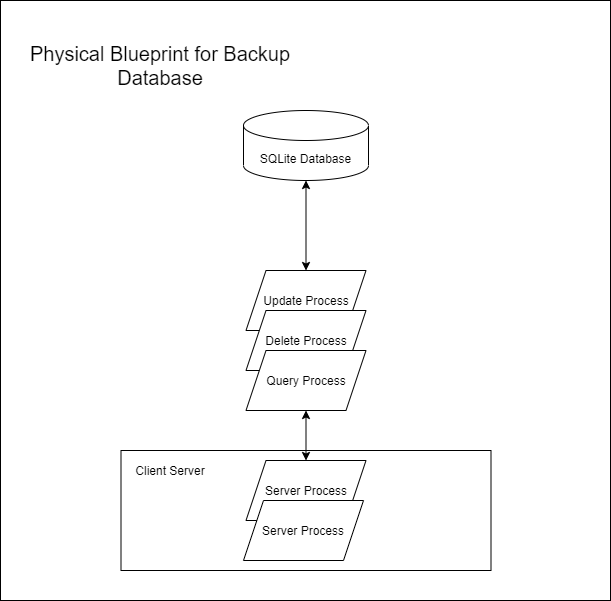 Physical Blueprint for Backup
Database
SQLite Database
Update Process
Delete Process
Query Process
Client Server
Server Process
Server Process